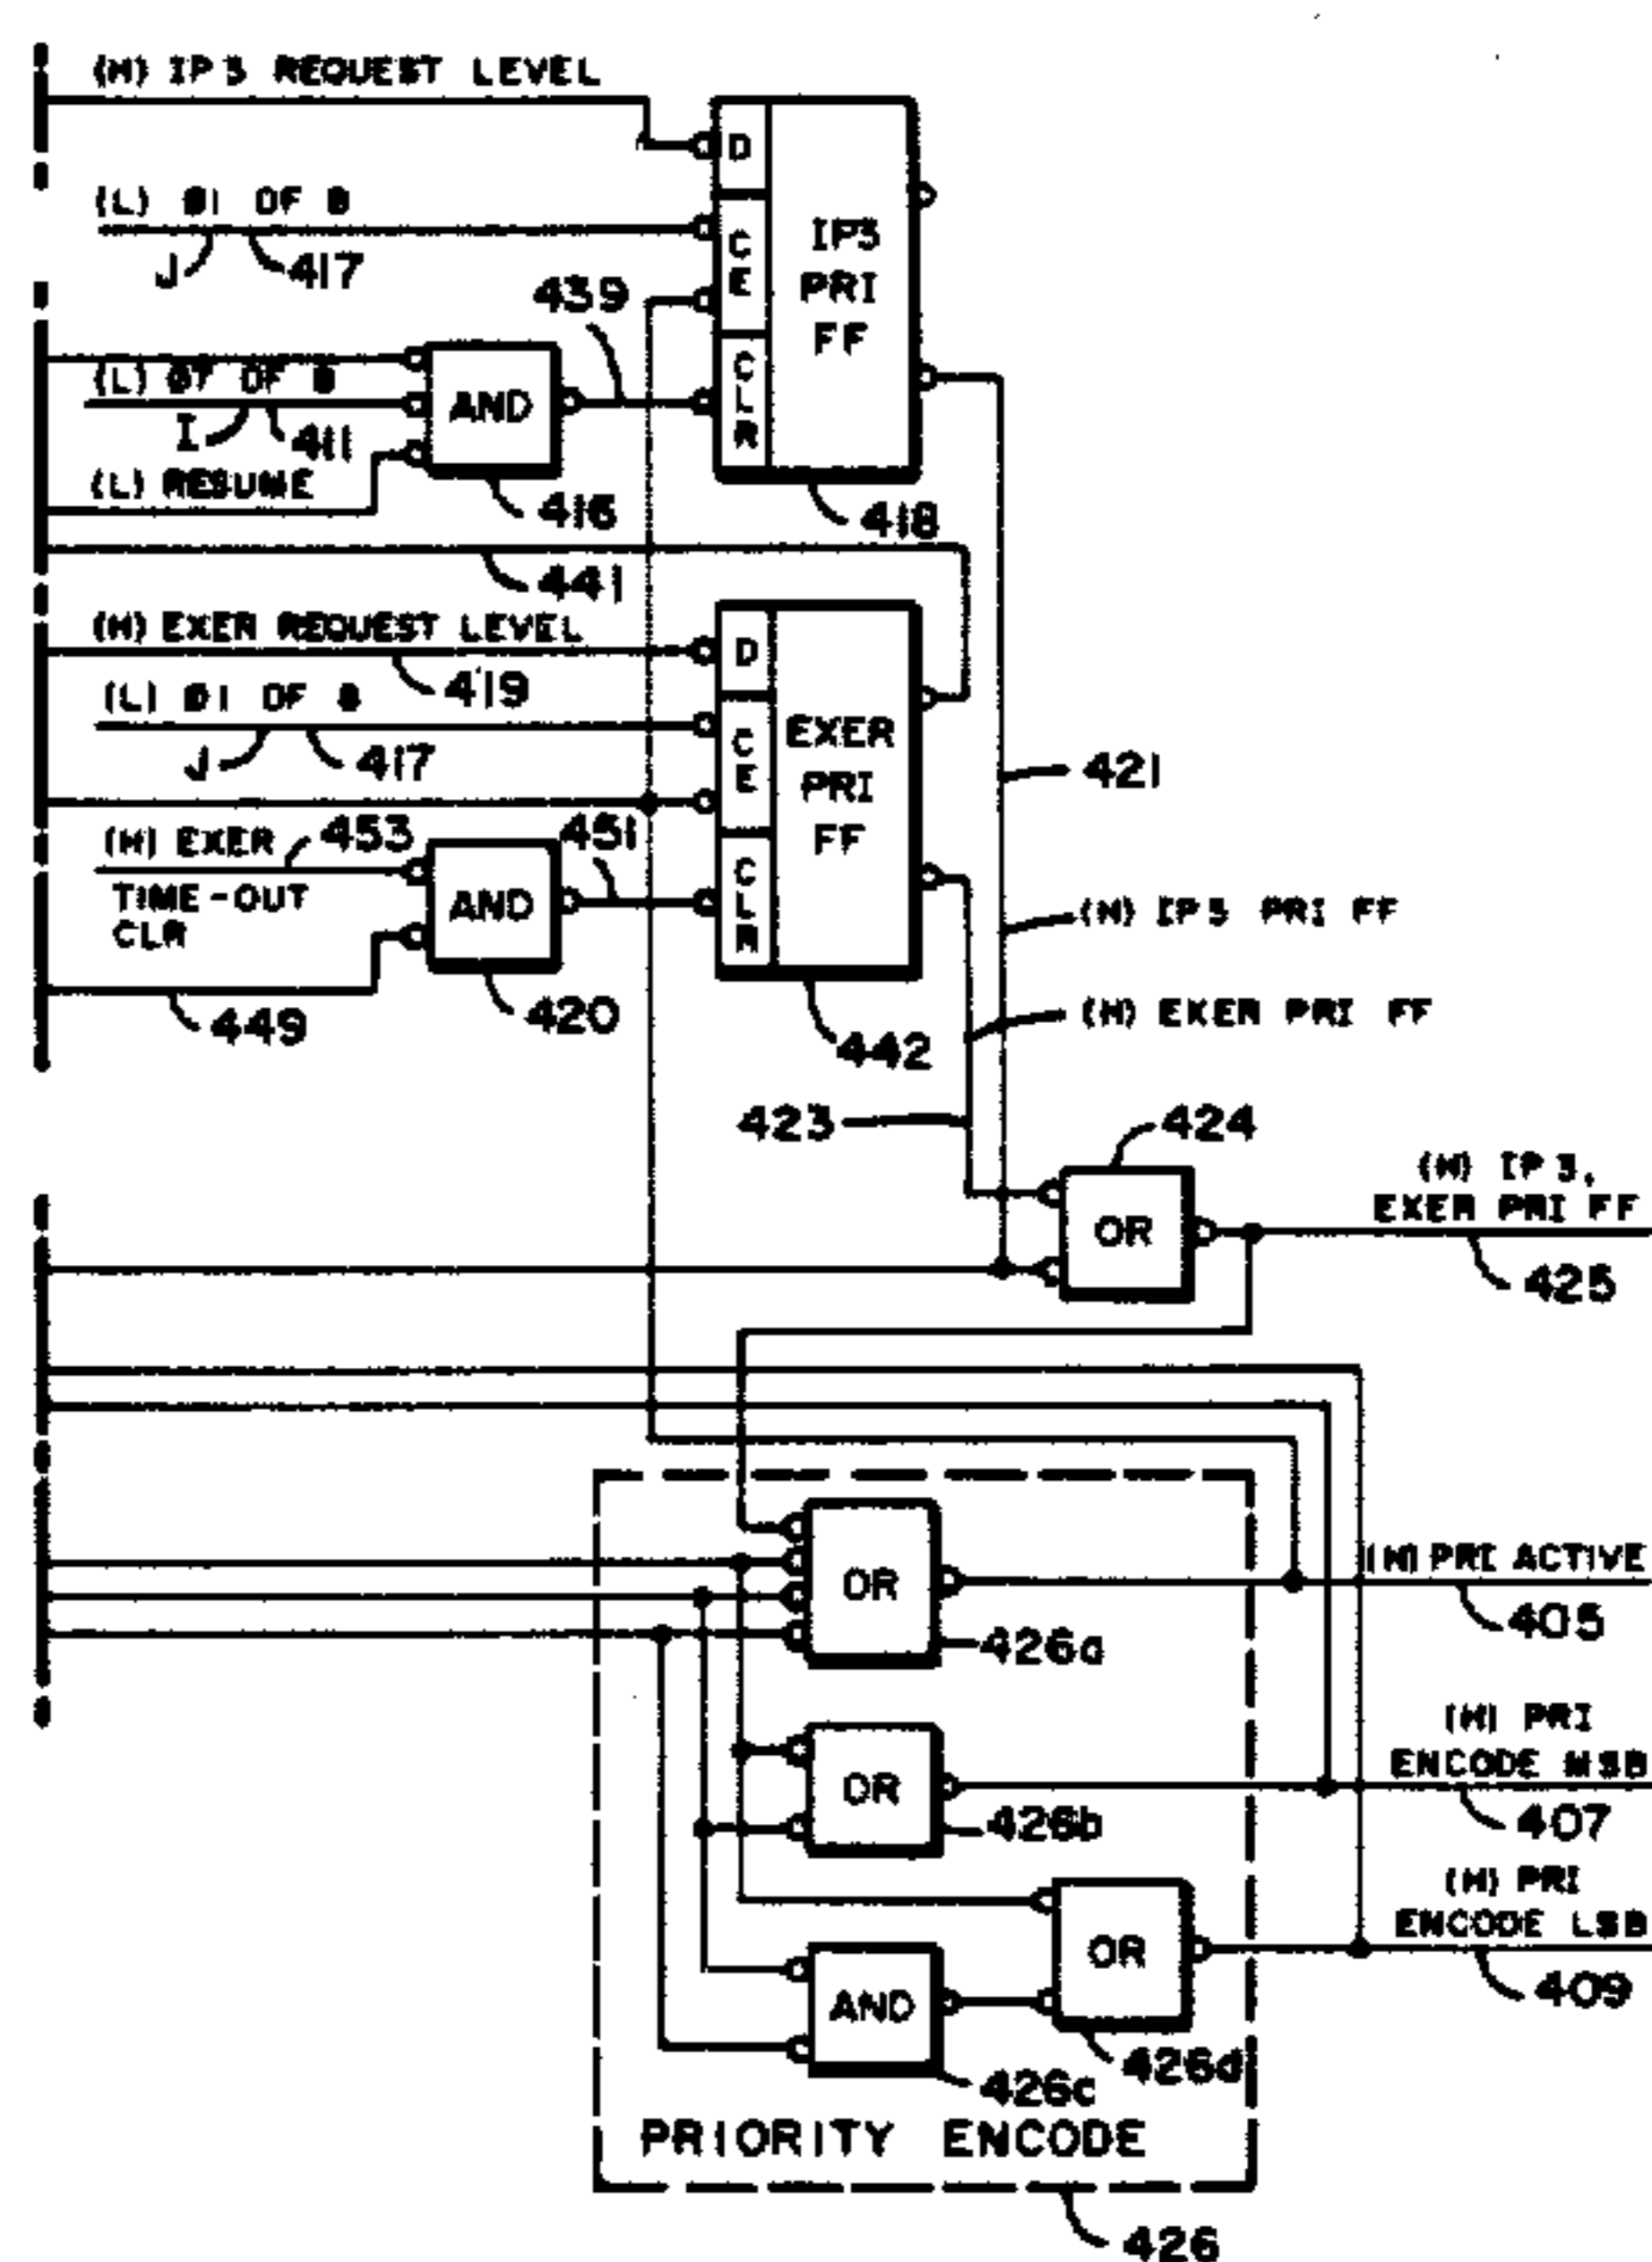 (H) IP3 REQUEST LEVEL
D
(L) Ø1 OF 8
J
417
C
E
IP3
PRI
FF
439
C
L
R
(L) Ø7 OF 8
I
411
AND
(L) RESUME
416
418
441
(H) EXER REQUEST LEVEL
D
419
(L) Ø1 OF 8
J
417
C
E
EXER
PRI
FF
421
(H) EXER
453
TIME-OUT
CLR
451
AND
C
L
R
(H) IP3 PRI FF
449
420
442
(H) EXER PRI FF
423
424
OR
(H) IP3,
EXER PRI FF
425
OR
(H) PRI ACTIVE
405
426a
OR
(H) PRI
ENCODE MSB
426b
407
(H) PRI
ENCODE LSB
OR
409
AND
426d
426c
PRIORITY ENCODE
426